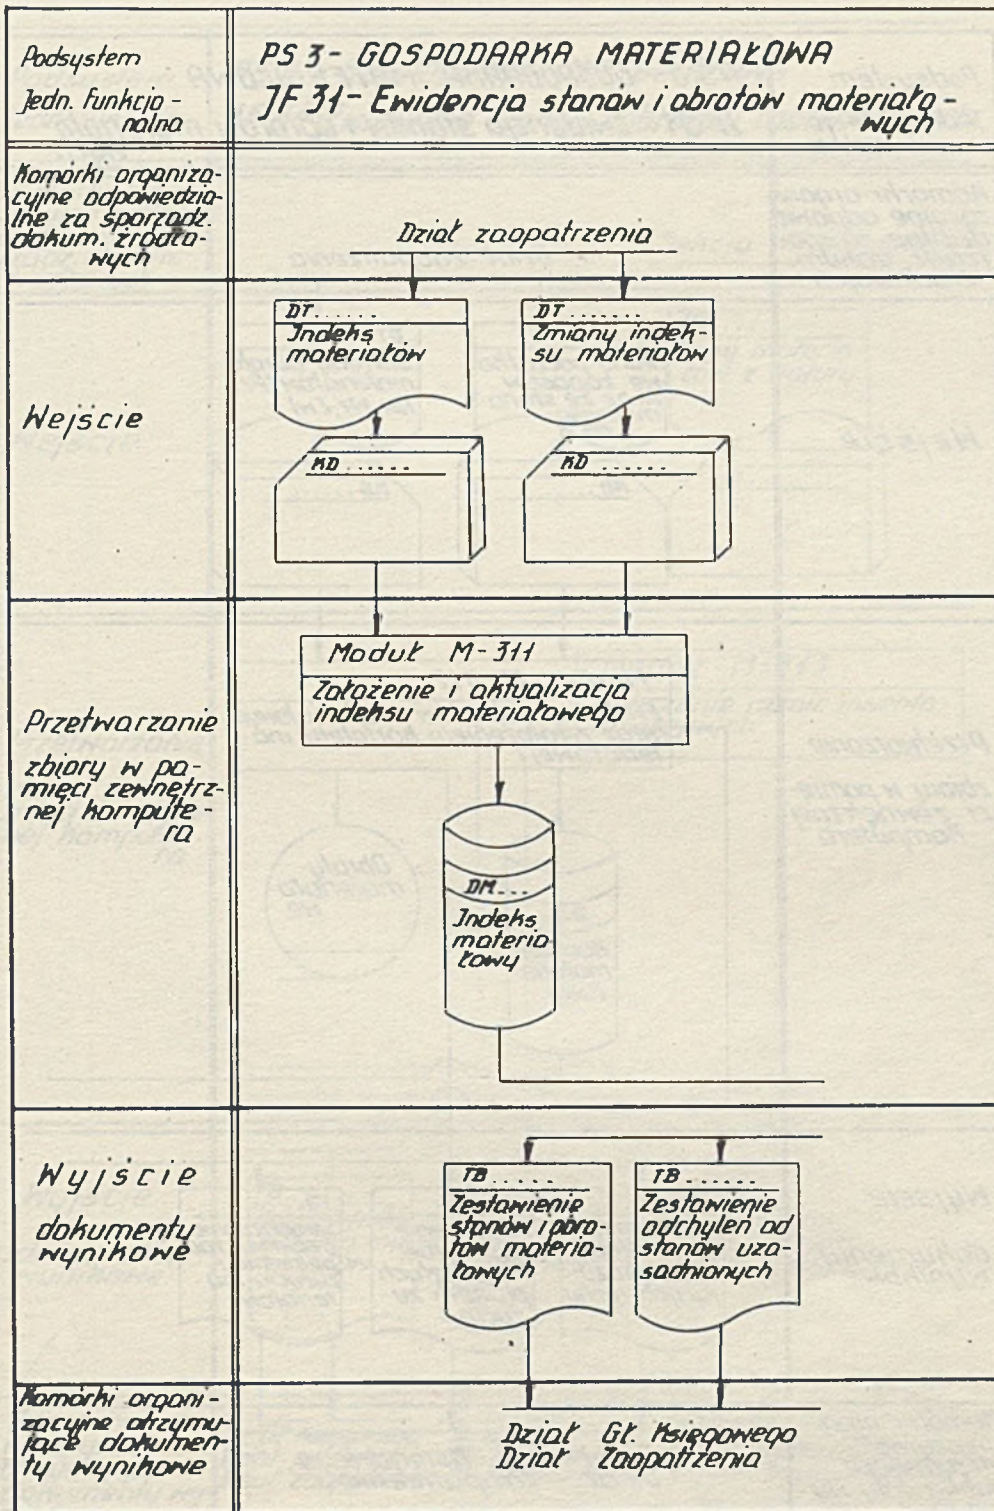 Podsystem
Jedn. funkcjo-
nalna
PS 3 - GOSPODARKA MATERIAŁOWA
JF 31 - Ewidencja stanów i obrotów materiało-
wych
Komórki organiza-
cyjne odpowiedzia-
lne za sporządz.
dokum. źródło-
wych
Dział zaopatrzenia
Wejście
DT......
Indeks
materiałów
DT.......
Zmiany indek-
su materiałów
KD......
KD......
Przetwarzanie
zbiory w pa-
mięci zewnętrz-
nej kompute-
ra
Moduł M-311
Założenie i aktualizacja
indeksu materiałowego
DM...
Indeks
materia
łowy
Wyjście
dokumenty
wynikowe
TB......
Zestawienie
stanów i obro-
tów materia-
łowych
TB......
Zestawienie
odchyleń od
stanów uza-
sadnionych
Komórki organi-
zacyjne otrzymu-
jące dokumen-
ty wynikowe
Dział Gł. Księgowego
Dział Zaopatrzenia